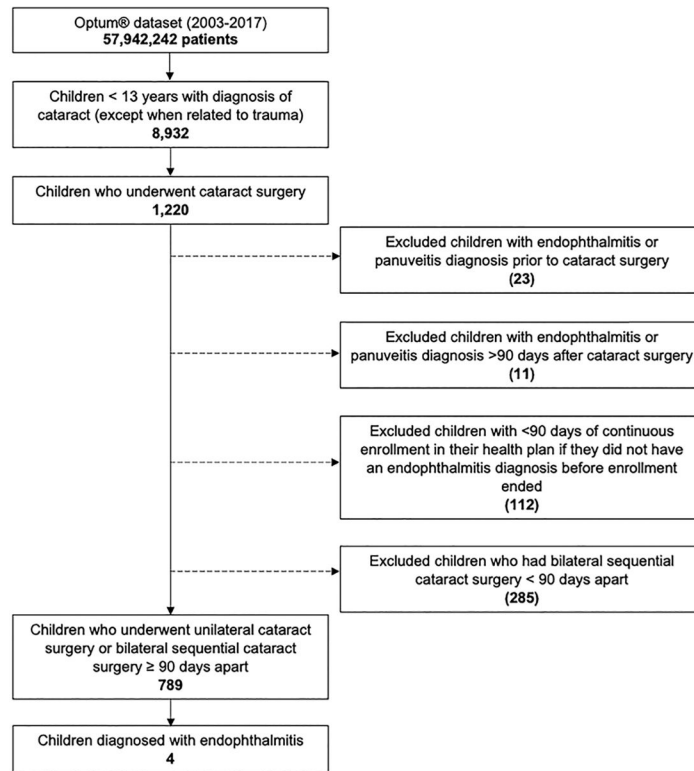 Optum® dataset (2003-2017)
57,942,242 patients
Children < 13 years with diagnosis of
cataract (except when related to trauma)
8,932
Children who underwent cataract surgery
1,220
Excluded children with endophthalmitis or
panuveitis diagnosis prior to cataract surgery
(23)
Excluded children with endophthalmitis or
panuveitis diagnosis >90 days after cataract surgery
(11)
Excluded children with <90 days of continuous
enrollment in their health plan if they did not have
an endophthalmitis diagnosis before enrollment
ended
(112)
Excluded children who had bilateral sequential
cataract surgery < 90 days apart
(285)
Children who underwent unilateral cataract
surgery or bilateral sequential cataract
surgery ≥ 90 days apart
789
Children diagnosed with endophthalmitis
4